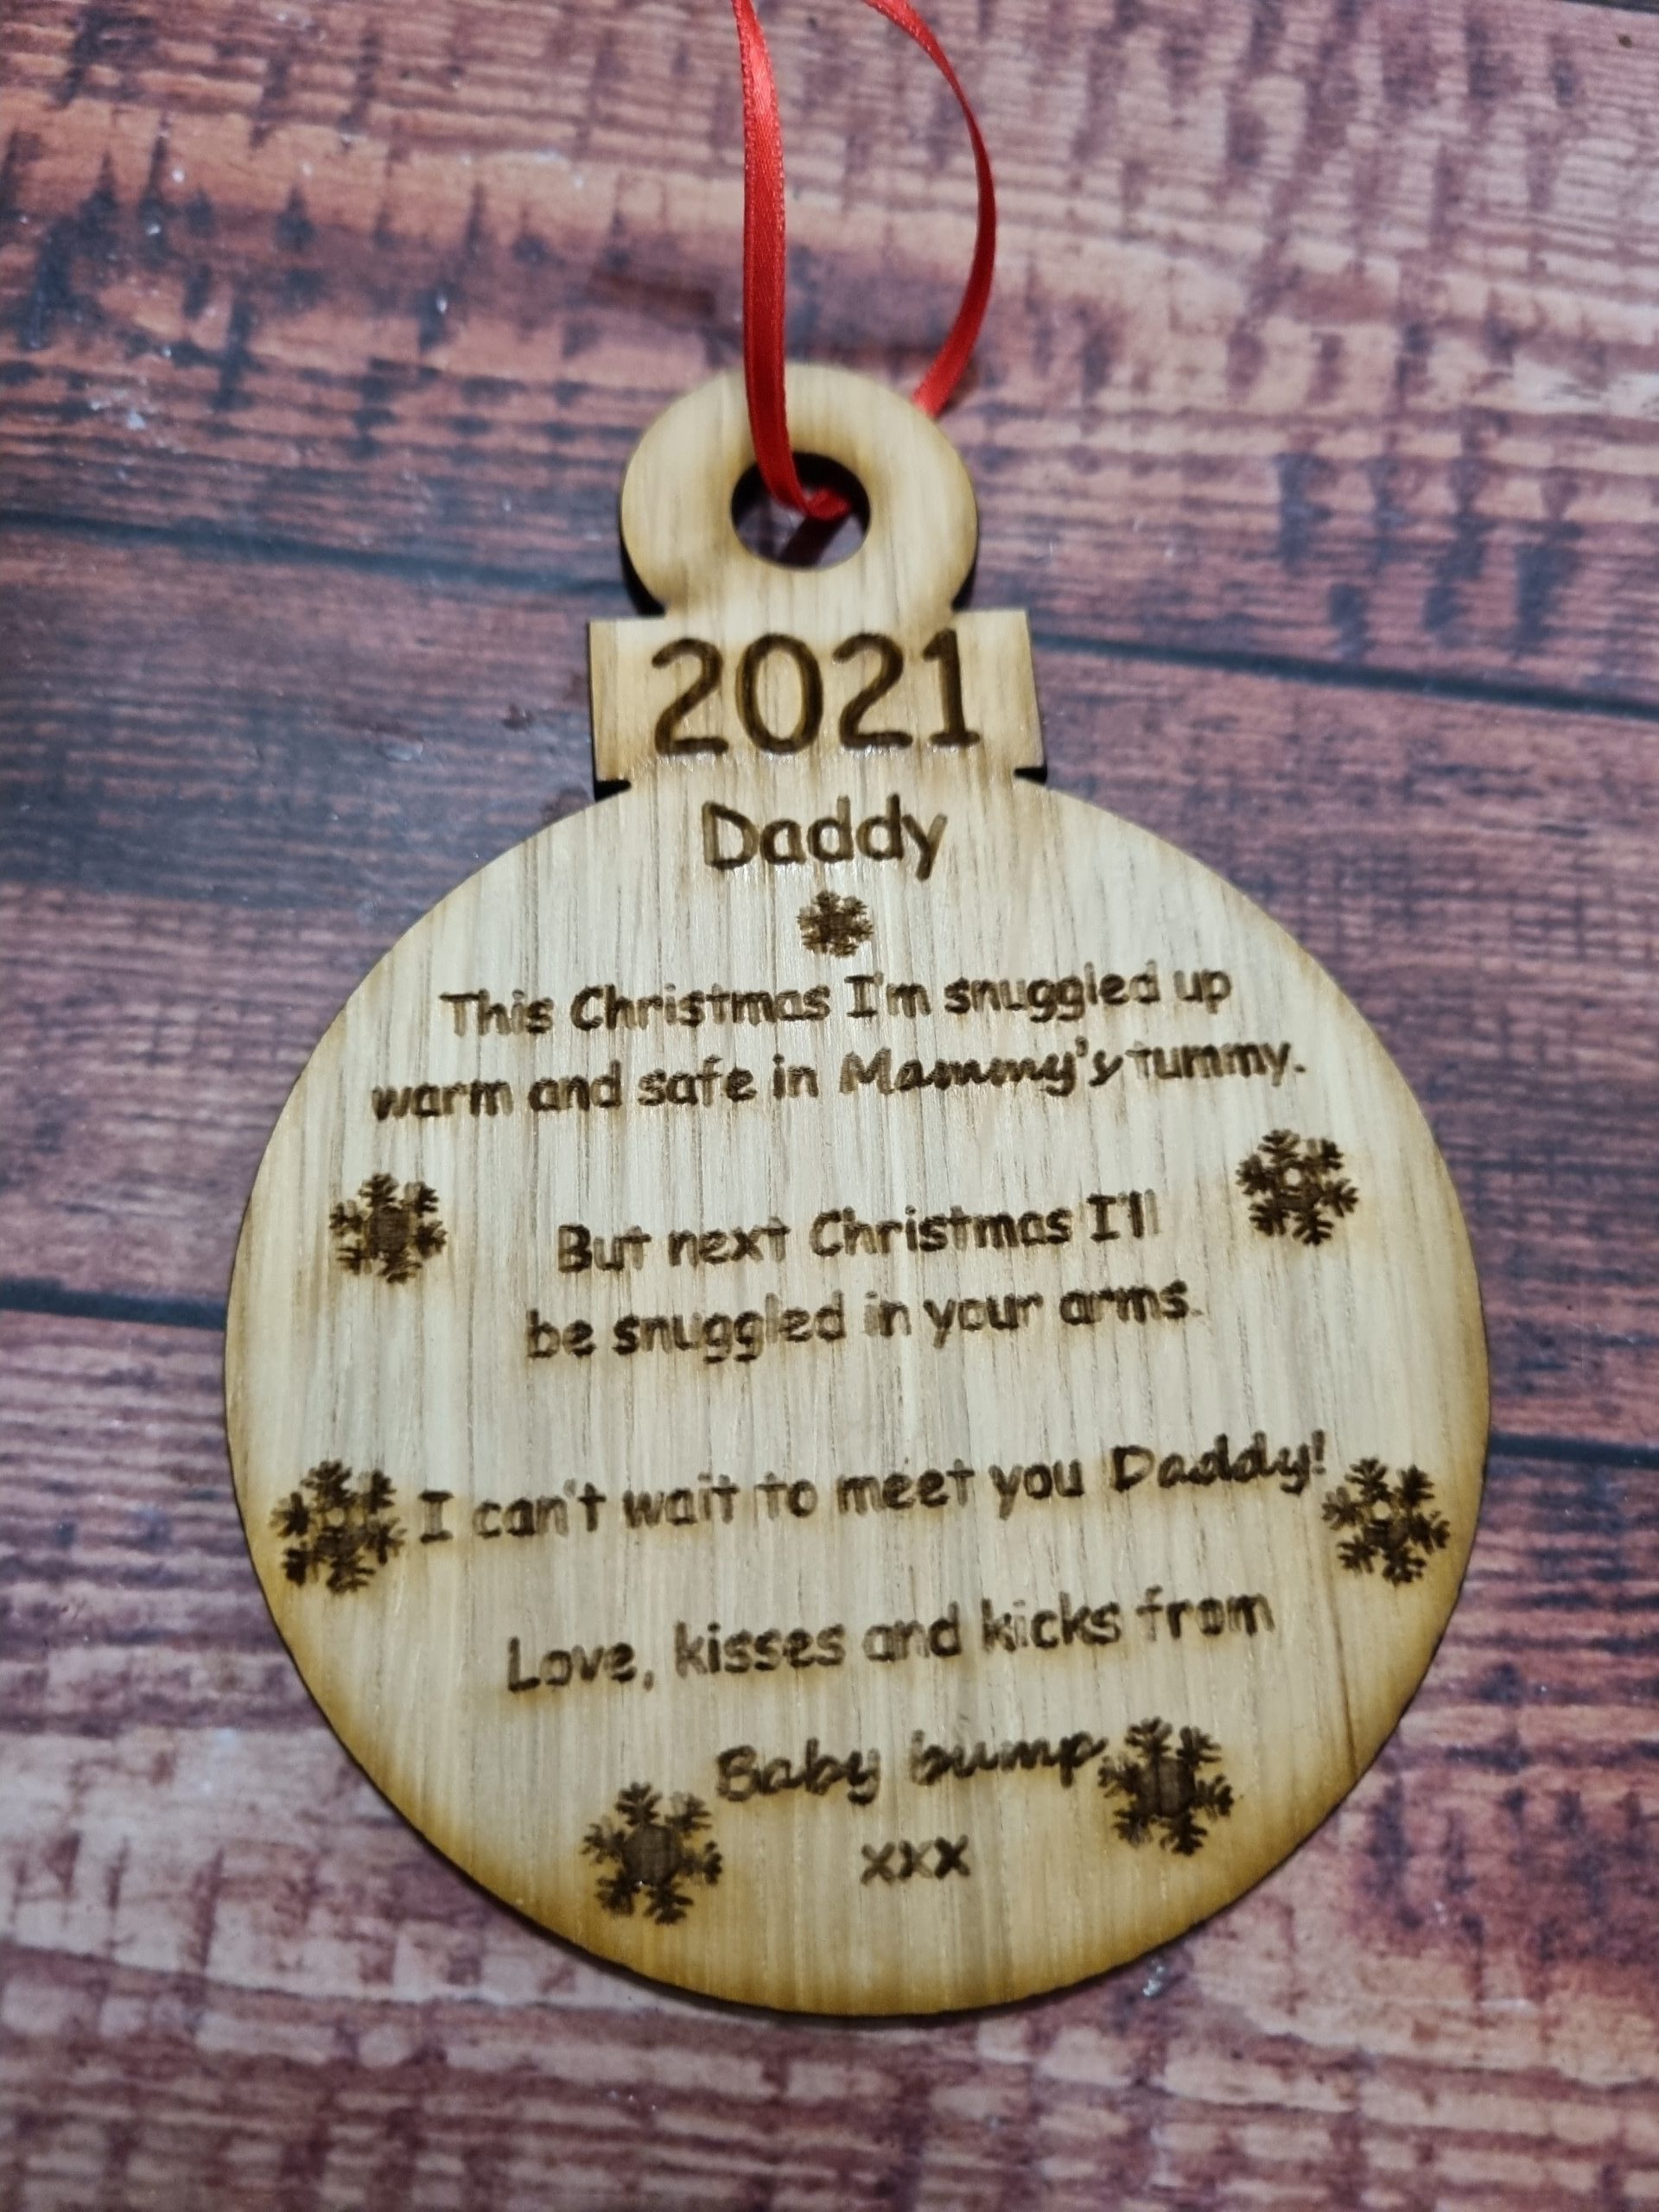 2021
Daddy
This Christmas I'm snuggled up
warm and safe in Mammy's tummy.
But next Christmas I'll
be snuggled in your arms.
I can't wait to meet you Daddy!
Love, kisses and kicks from
Baby bump
xxx